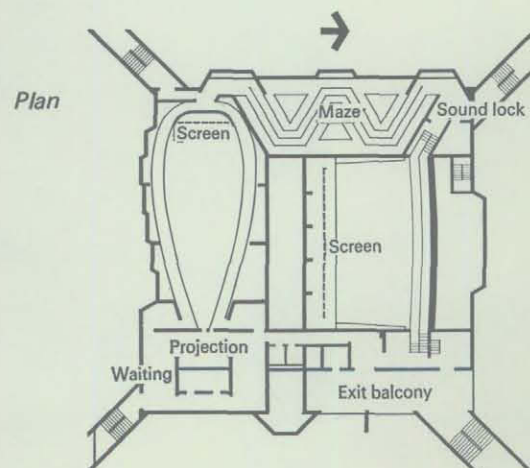 Plan
Maze
Sound lock
Screen
Screen
Projection
Waiting
Exit balcony